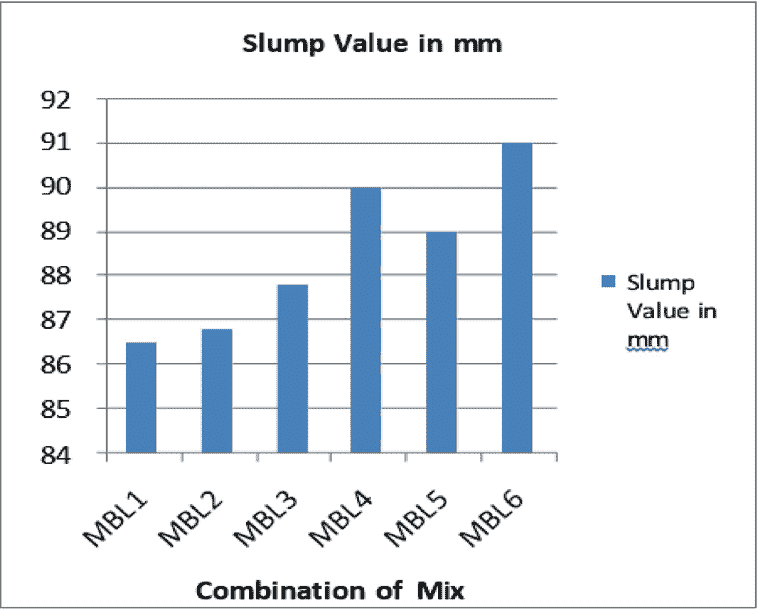 Slump Value in mm
92
91
90
89
88
87
86
85
84
MBL1
MBL2
MBL3
MBL4
MBL5
MBL6
Combination of Mix
Slump
Value in
mm